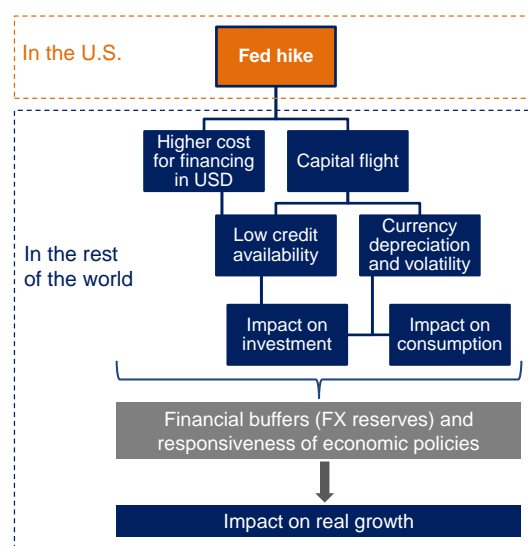 In the U.S.
Fed hike
Higher cost
for financing
in USD
Capital flight
In the rest
of the world
Low credit
availability
Currency
depreciation
and volatility
Impact on
investment
Impact on
consumption
Financial buffers (FX reserves) and
responsiveness of economic policies
Impact on real growth